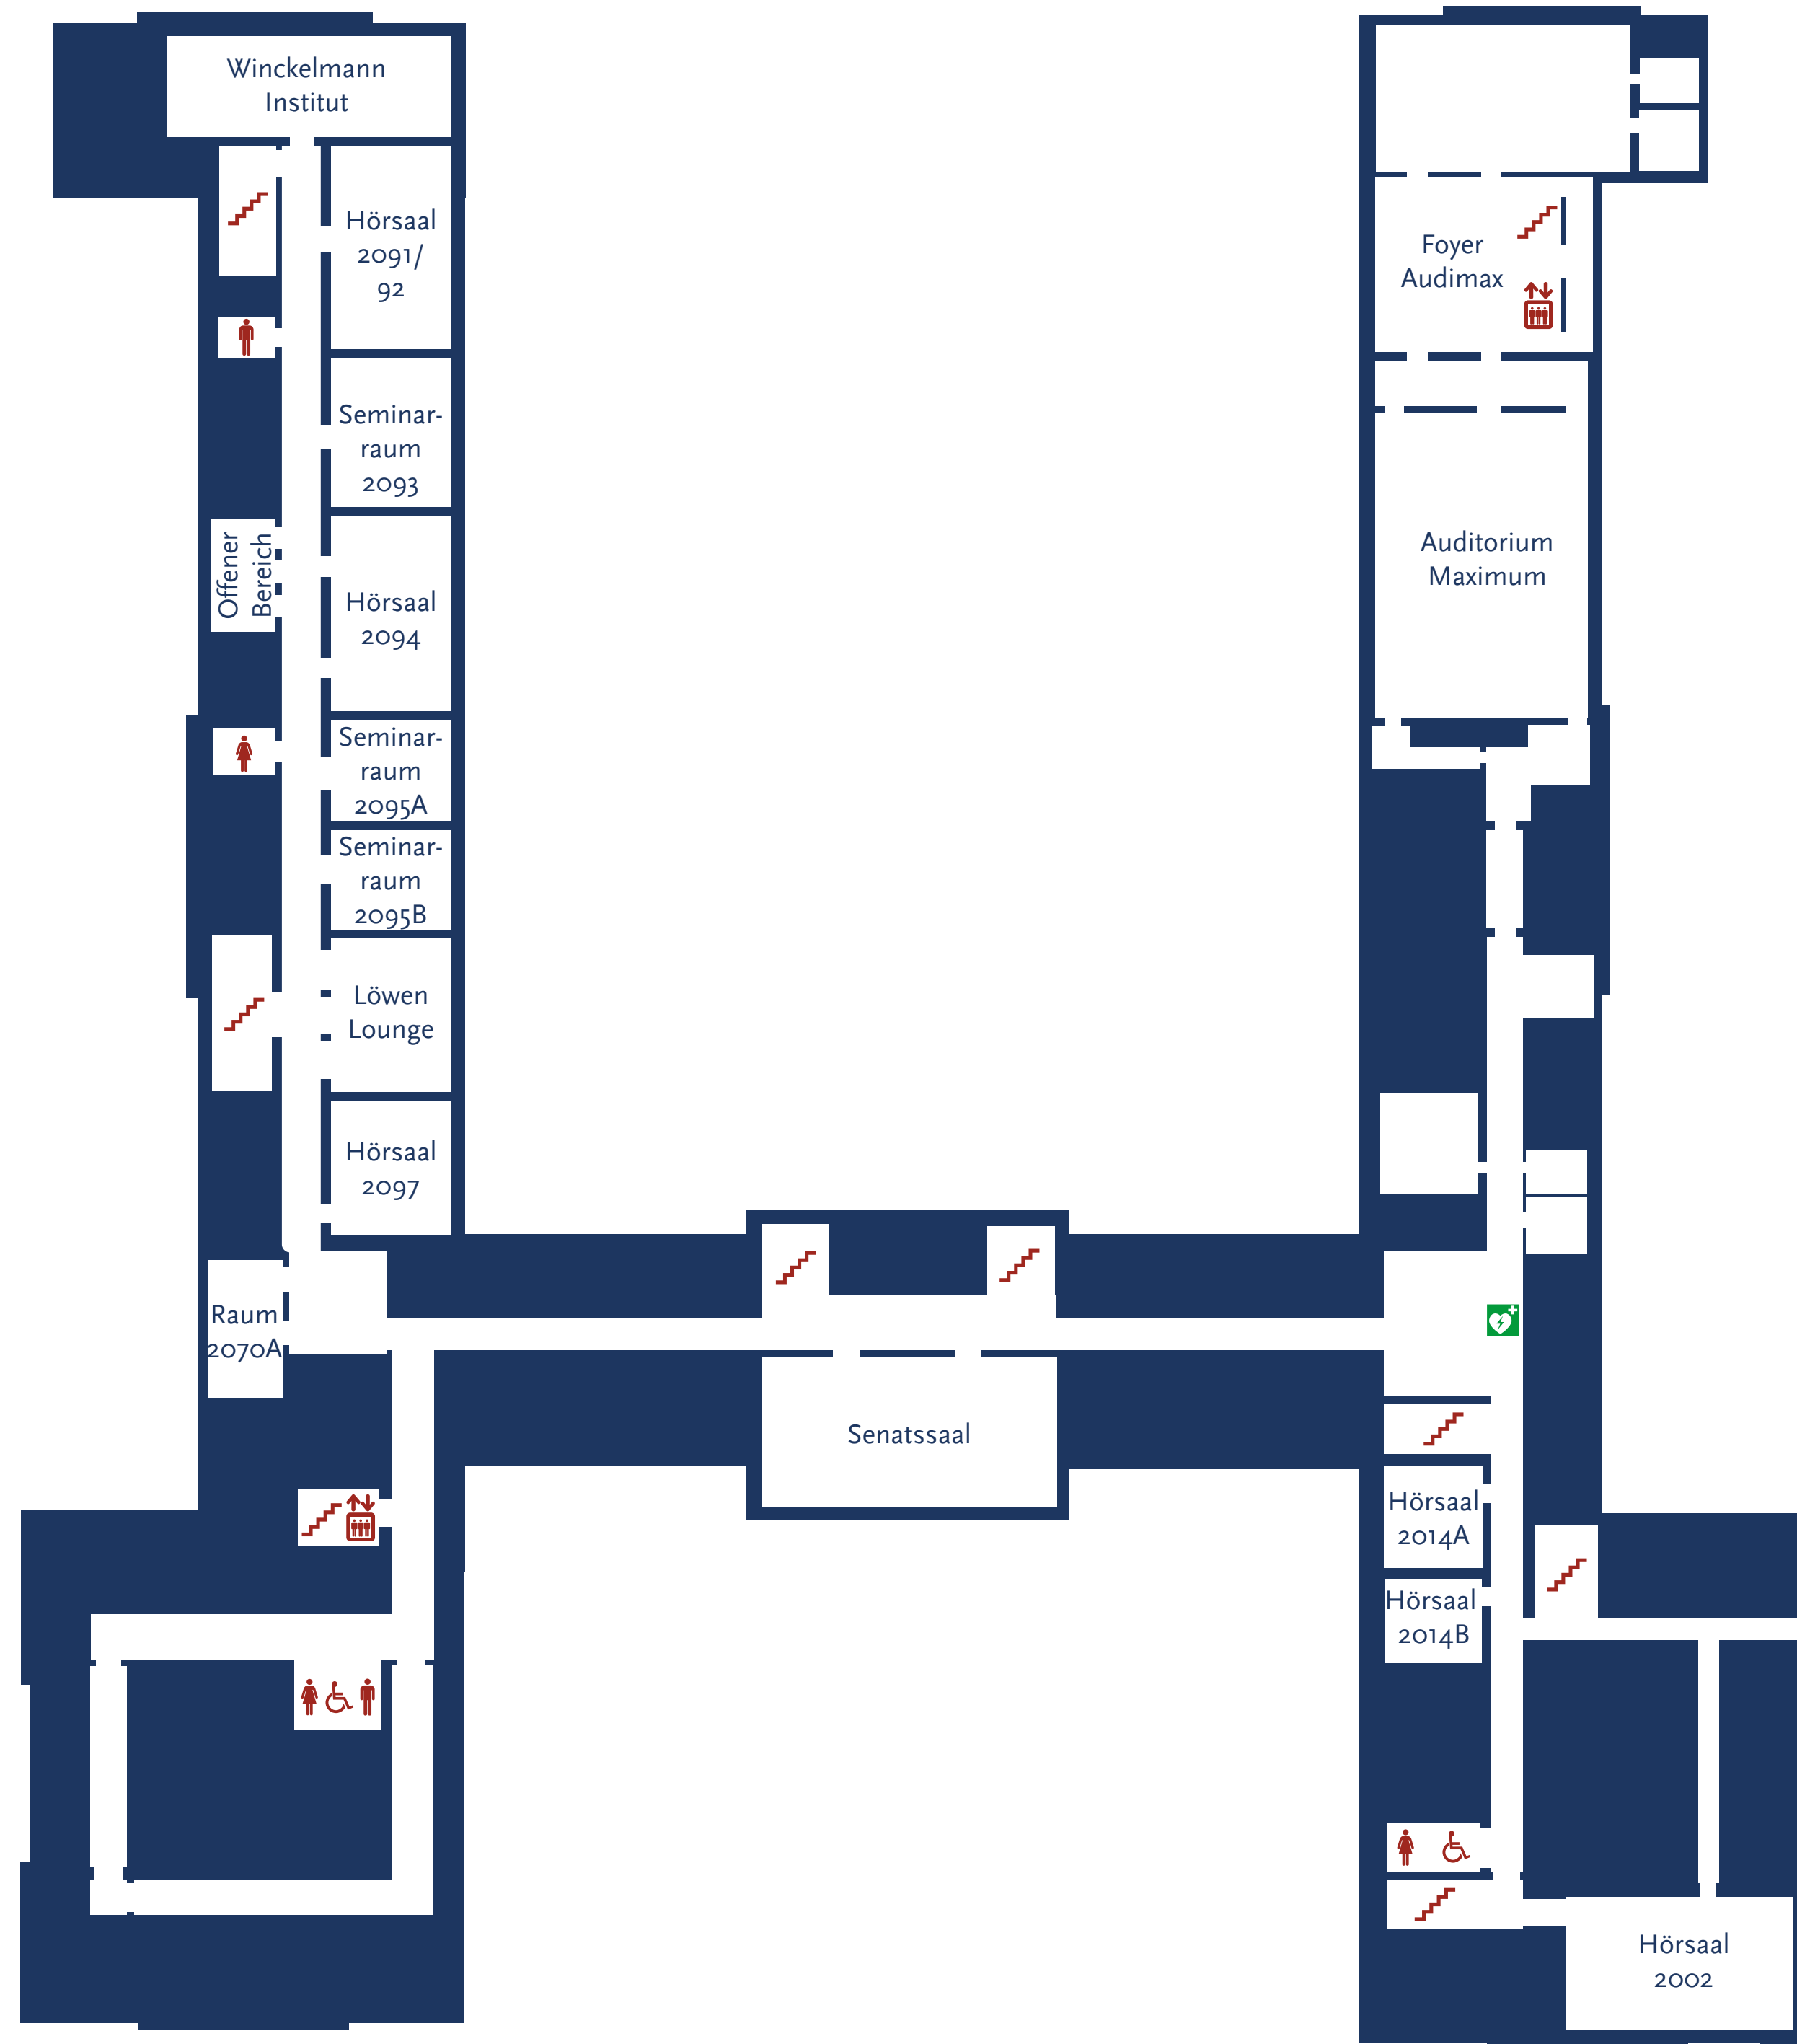 Winckelmann
Institut
Hörsaal
2091/
92
Seminar-
raum
2093
Offener
Bereich
Hörsaal
2094
Seminar-
raum
2095A
Seminar-
raum
2095B
Löwen
Lounge
Hörsaal
2097
Raum
2070A
Senatssaal
Foyer
Audimax
Auditorium
Maximum
Hörsaal
2014A
Hörsaal
2014B
Hörsaal
2002